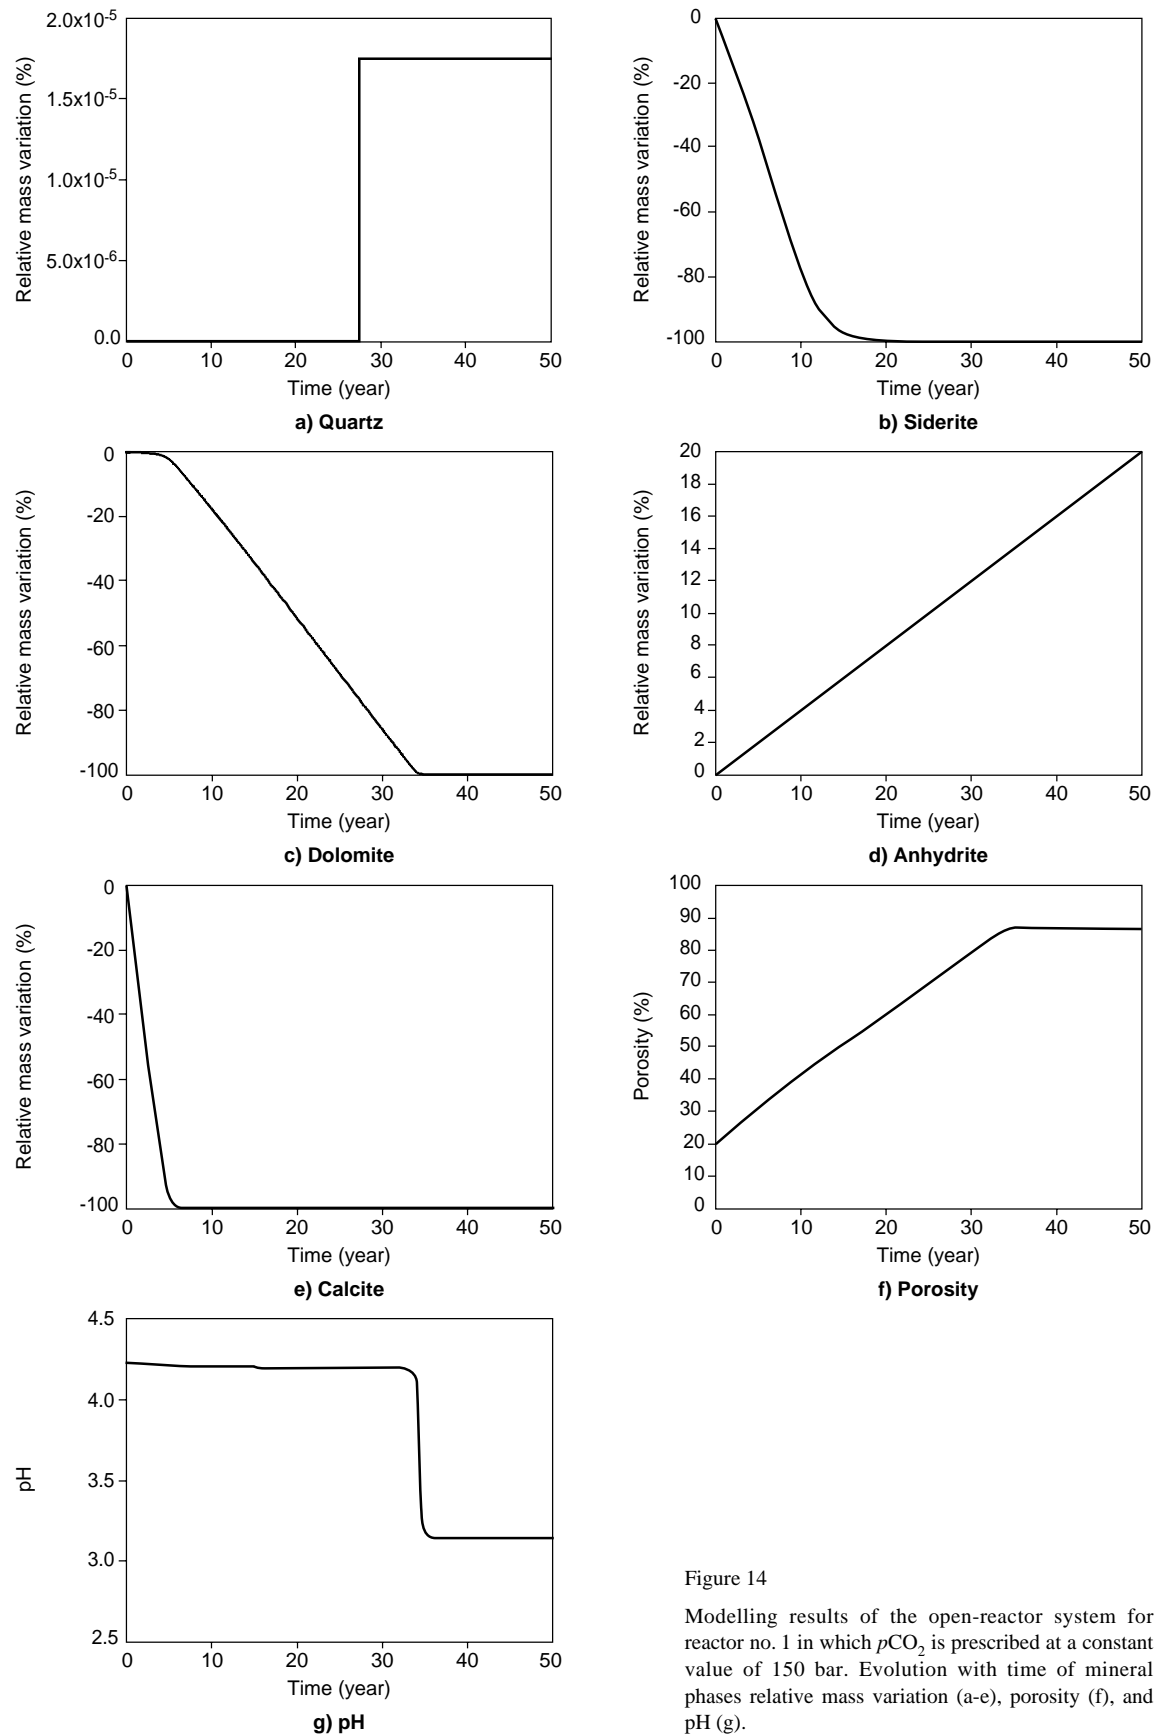 Relative mass variation (%)
2.0x10-5
1.5x10-5
1.0x10-5
5.0x10-6
0.0
0 10 20 30 40 50
Time (year)
a) Quartz
Relative mass variation (%)
0
-20
-40
-60
-80
-100
0 10 20 30 40 50
Time (year)
b) Siderite
Relative mass variation (%)
0
-20
-40
-60
-80
-100
0 10 20 30 40 50
Time (year)
c) Dolomite
Relative mass variation (%)
20
18
16
14
12
10
8
6
4
2
0
0 10 20 30 40 50
Time (year)
d) Anhydrite
Relative mass variation (%)
0
-20
-40
-60
-80
-100
0 10 20 30 40 50
Time (year)
e) Calcite
Porosity (%)
100
90
80
70
60
50
40
30
20
10
0
0 10 20 30 40 50
Time (year)
f) Porosity
pH
4.5
4.0
3.5
3.0
2.5
0 10 20 30 40 50
Time (year)
g) pH
Figure 14
Modelling results of the open-reactor system for
reactor no. 1 in which pCO2 is prescribed at a constant
value of 150 bar. Evolution with time of mineral
phases relative mass variation (a-e), porosity (f), and
pH (g).